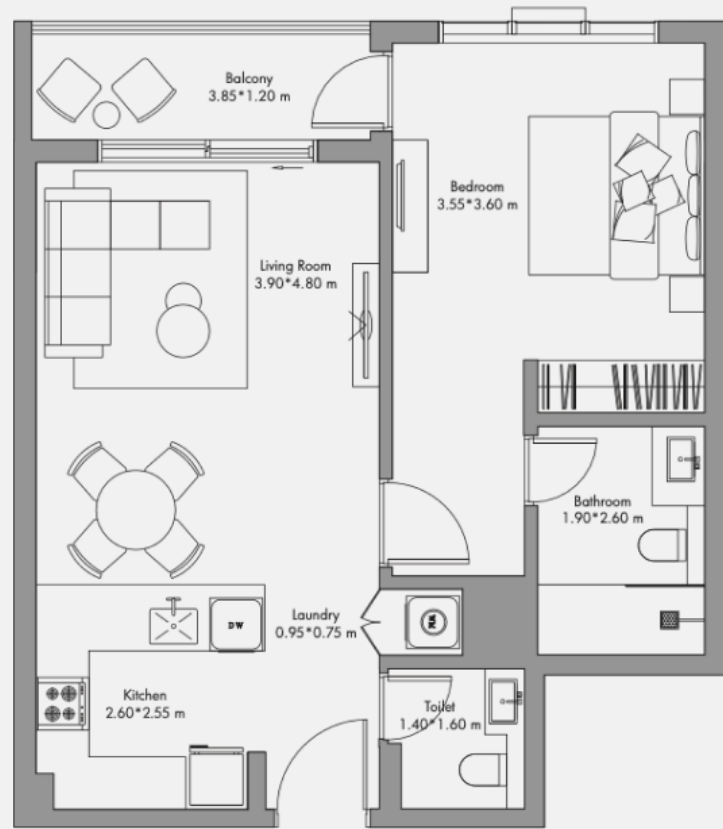 Balcony
3.85*1.20 m
Bedroom
3.55*3.60 m
Living Room
3.90*4.80 m
Bathroom
1.90*2.60 m
Laundry
0.95*0.75 m
DW
Kitchen
2.60*2.55 m
Toilet
1.40*1.60 m